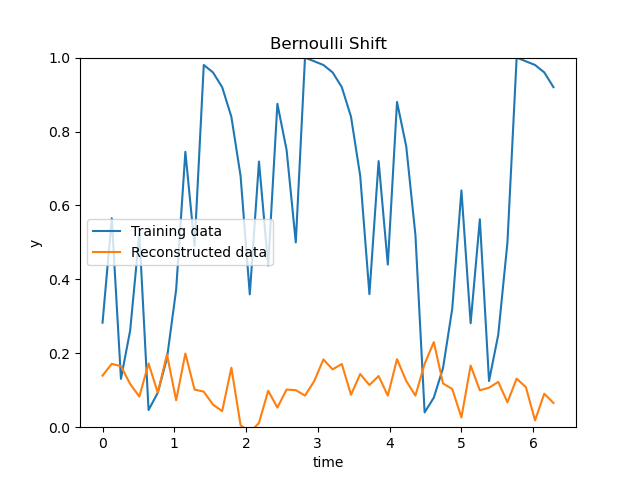 Bernoulli Shift
1.0
0.8
0.6
0.4
0.2
0.0
y
Training data
Reconstructed data
0 1 2 3 4 5 6
time